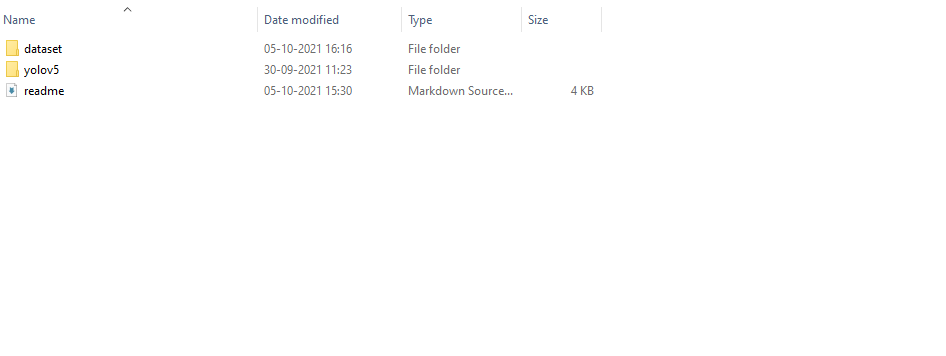 Name Date modified Type Size
dataset 05-10-2021 16:16 File folder
yolov5 30-09-2021 11:23 File folder
readme 05-10-2021 15:30 Markdown Source... 4 KB